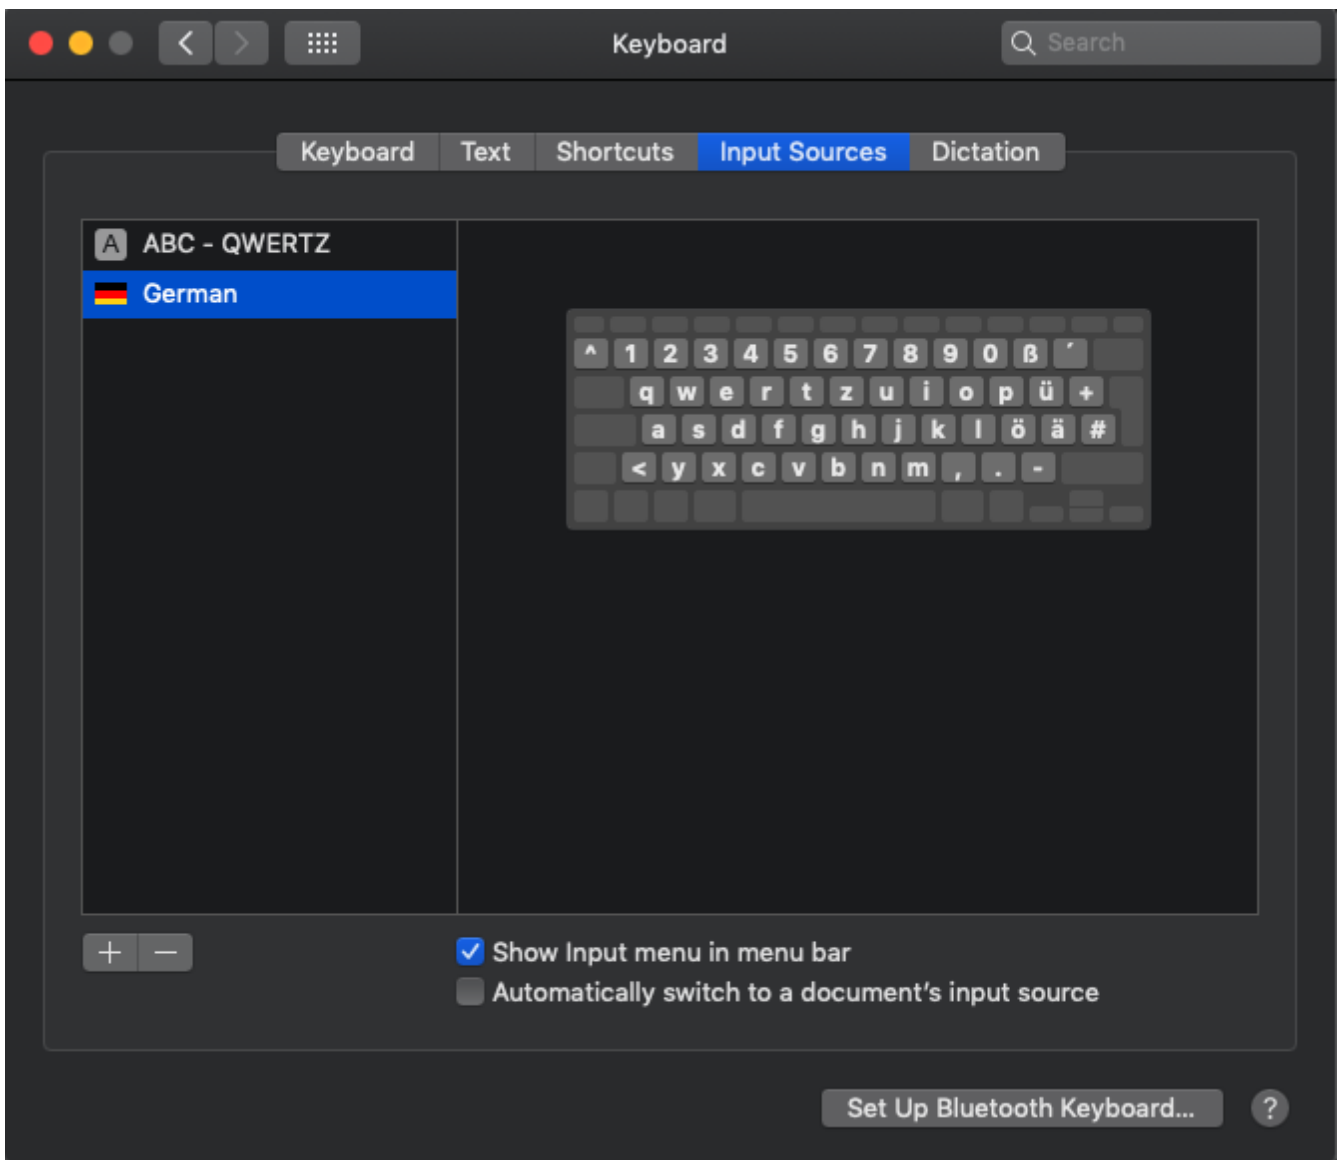 Keyboard
Search
Keyboard Text Shortcuts Input Sources Dictation
A ABC - QWERTZ
German
^ 1 2 3 4 5 6 7 8 9 0 ß ´
q w e r t z u i o p ü +
a s d f g h j k l ö ä #
< y x c v b n m , . -
+ −
Show Input menu in menu bar
Automatically switch to a document’s input source
Set Up Bluetooth Keyboard... ?